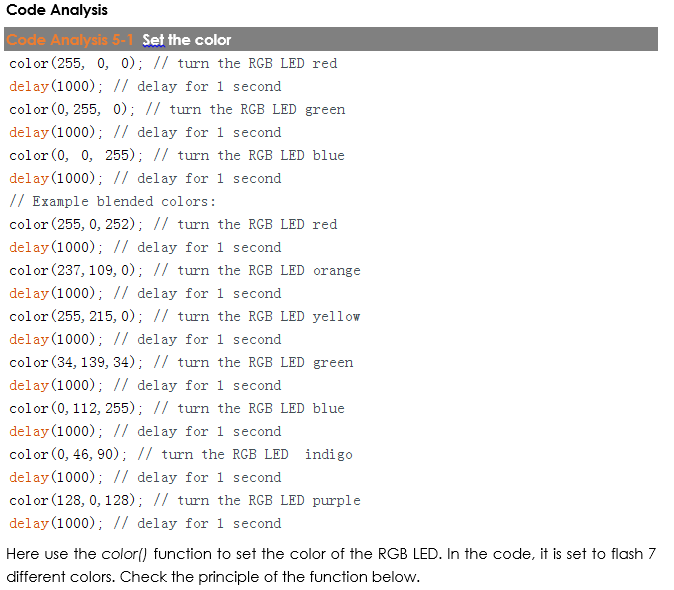 Code Analysis
Code Analysis 5-1 Set the color
color(255, 0, 0); // turn the RGB LED red
delay(1000); // delay for 1 second
color(0,255, 0); // turn the RGB LED green
delay(1000); // delay for 1 second
color(0, 0, 255); // turn the RGB LED blue
delay(1000); // delay for 1 second
// Example blended colors:
color(255,0,252); // turn the RGB LED red
delay(1000); // delay for 1 second
color(237,109,0); // turn the RGB LED orange
delay(1000); // delay for 1 second
color(255,215,0); // turn the RGB LED yellow
delay(1000); // delay for 1 second
color(34,139,34); // turn the RGB LED green
delay(1000); // delay for 1 second
color(0,112,255); // turn the RGB LED blue
delay(1000); // delay for 1 second
color(0,46,90); // turn the RGB LED  indigo
delay(1000); // delay for 1 second
color(128,0,128); // turn the RGB LED purple
delay(1000); // delay for 1 second
Here use the color() function to set the color of the RGB LED. In the code, it is set to flash 7
different colors. Check the principle of the function below.